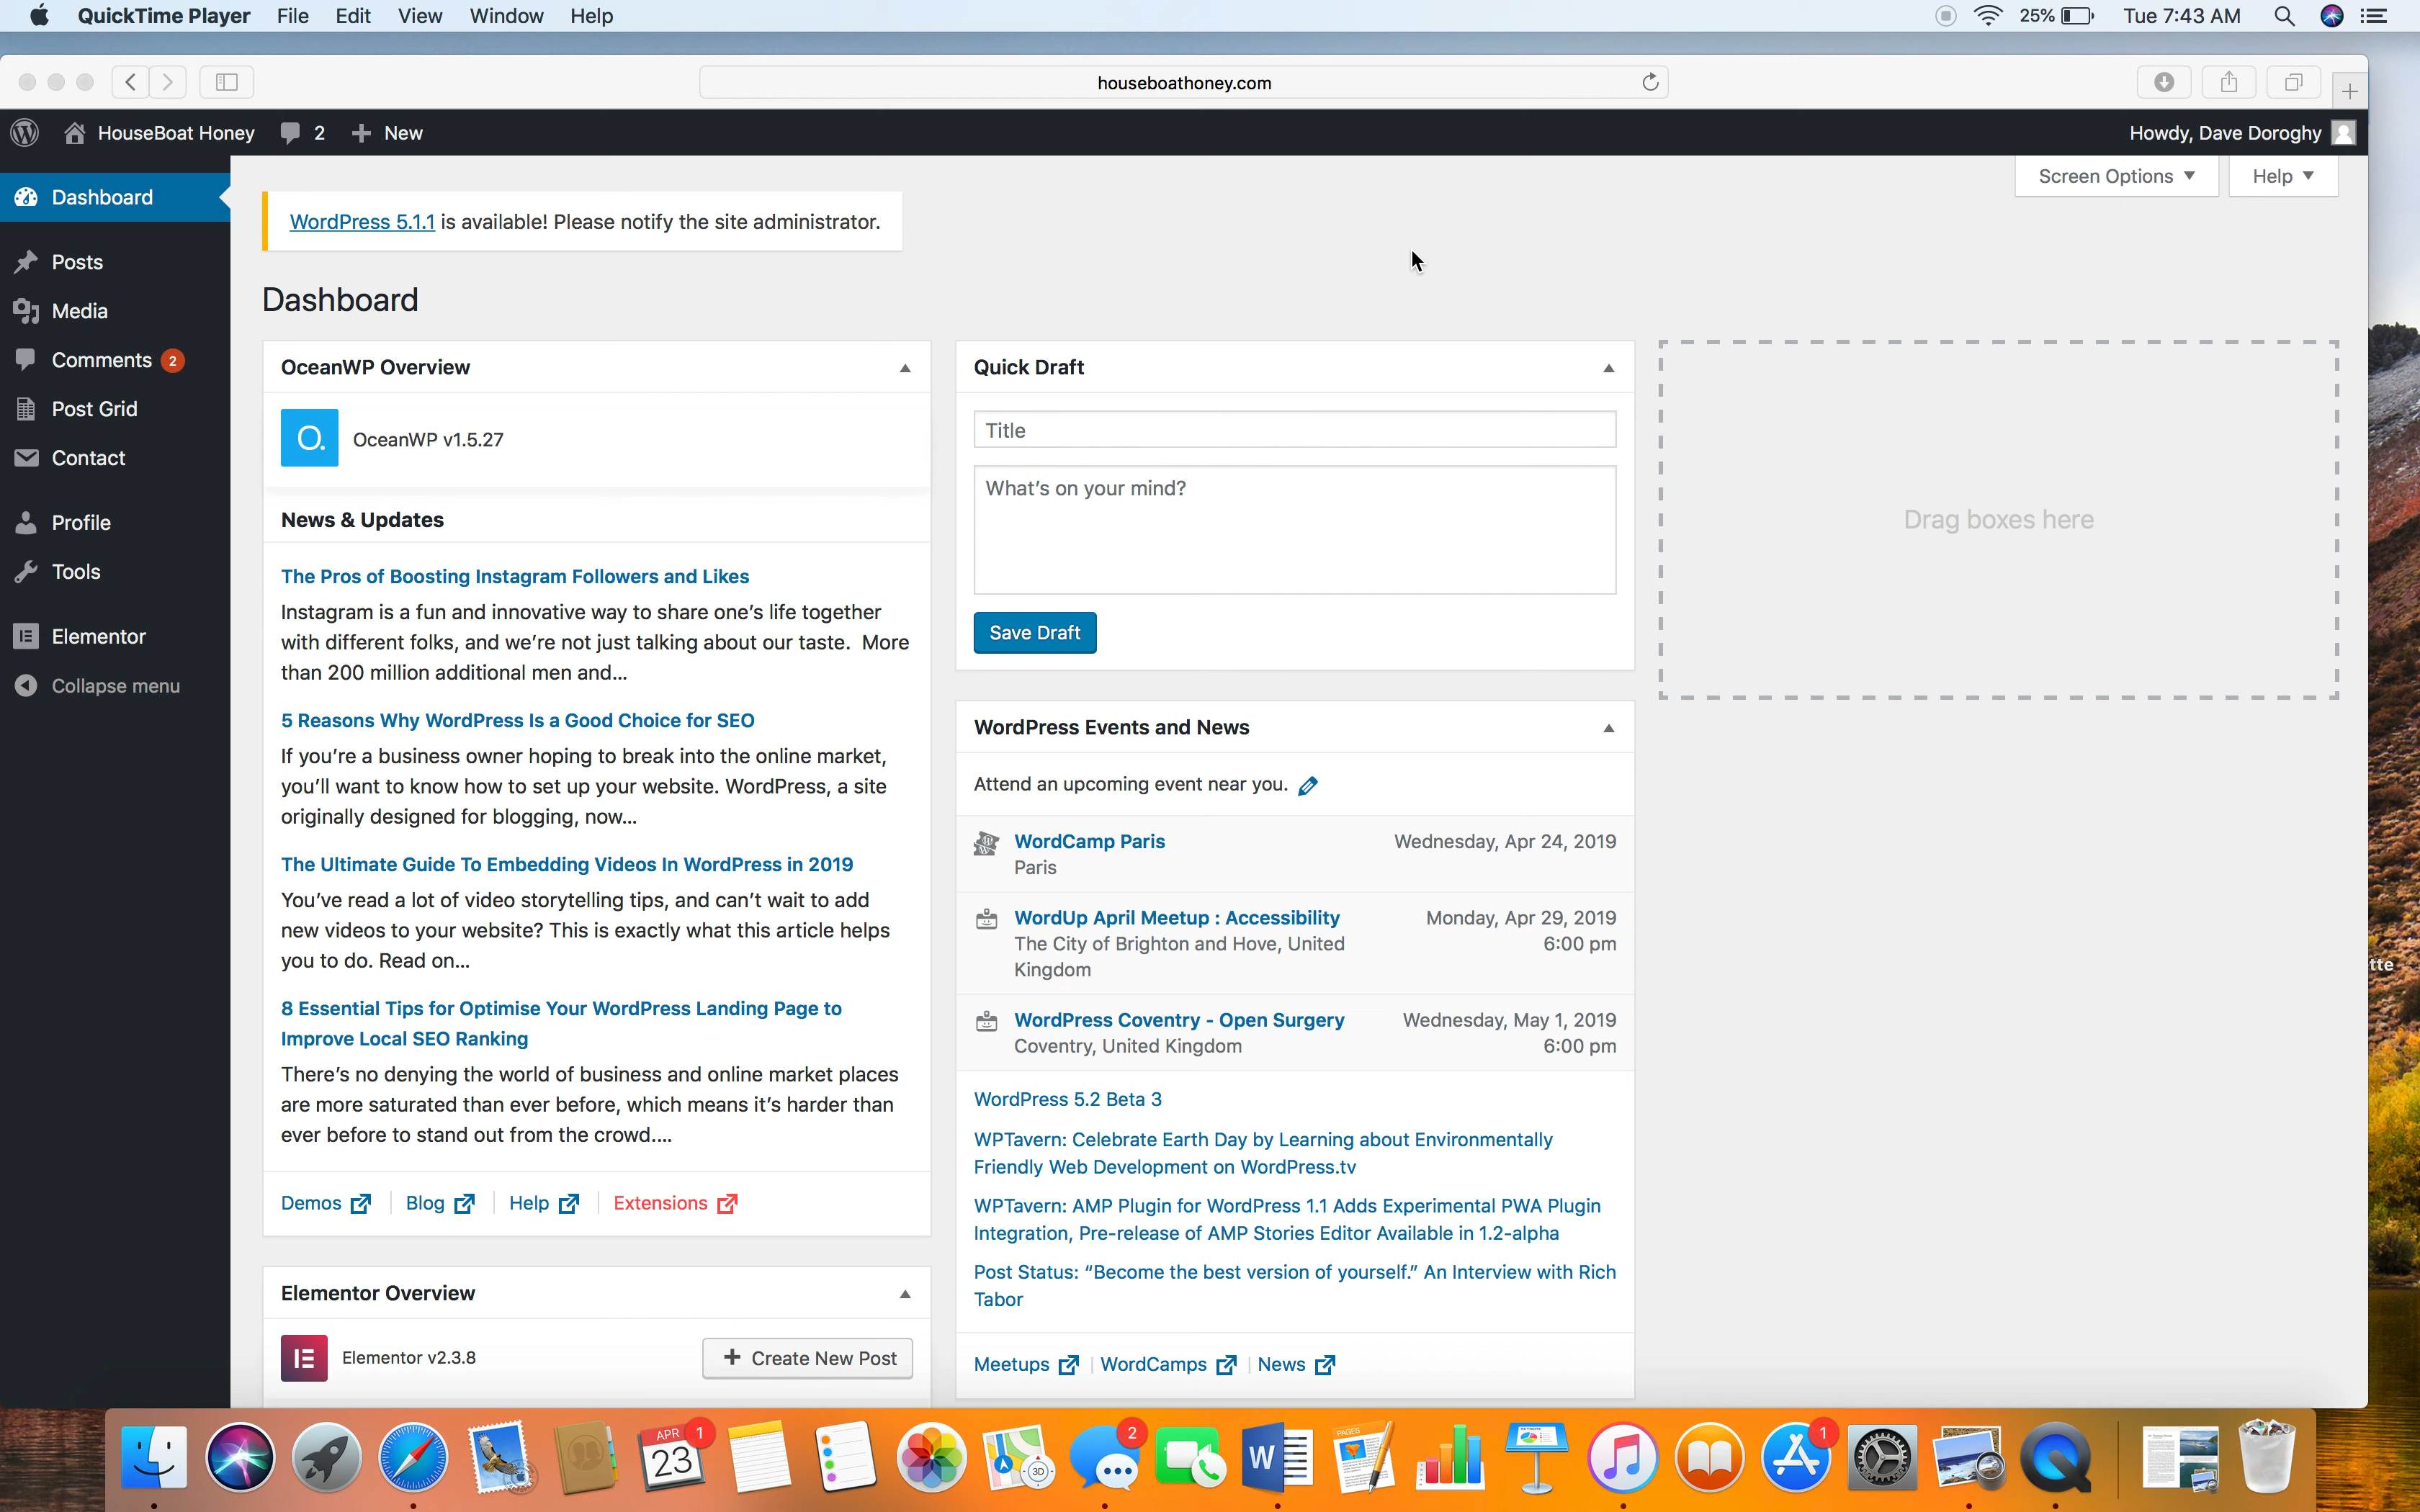 QuickTime Player File Edit View Window Help 25% Tue 7:43 AM
houseboathoney.com
HouseBoat Honey 2 New Howdy, Dave Doroghy
Screen Options Help
Dashboard
Posts
Media
Comments 2
Post Grid
Contact
Profile
Tools
Elementor
Collapse menu
WordPress 5.1.1 is available! Please notify the site administrator.
Dashboard
OceanWP Overview
O.
OceanWP v1.5.27
News & Updates
The Pros of Boosting Instagram Followers and Likes
Instagram is a fun and innovative way to share one's life together
with different folks, and we're not just talking about our taste. More
than 200 million additional men and...
5 Reasons Why WordPress Is a Good Choice for SEO
If you're a business owner hoping to break into the online market,
you'll want to know how to set up your website. WordPress, a site
originally designed for blogging, now...
The Ultimate Guide To Embedding Videos In WordPress in 2019
You've read a lot of video storytelling tips, and can't wait to add
new videos to your website? This is exactly what this article helps
you to do. Read on...
8 Essential Tips for Optimise Your WordPress Landing Page to
Improve Local SEO Ranking
There's no denying the world of business and online market places
are more saturated than ever before, which means it's harder than
ever before to stand out from the crowd....
Demos Blog Help Extensions
Elementor Overview
Elementor v2.3.8
Create New Post
Quick Draft
Title
What's on your mind?
Save Draft
WordPress Events and News
Attend an upcoming event near you.
WordCamp Paris Wednesday, Apr 24, 2019
Paris
WordUp April Meetup : Accessibility Monday, Apr 29, 2019
The City of Brighton and Hove, United 6:00 pm
Kingdom
WordPress Coventry - Open Surgery Wednesday, May 1, 2019
Coventry, United Kingdom 6:00 pm
WordPress 5.2 Beta 3
WPTavern: Celebrate Earth Day by Learning about Environmentally
Friendly Web Development on WordPress.tv
WPTavern: AMP Plugin for WordPress 1.1 Adds Experimental PWA Plugin
Integration, Pre-release of AMP Stories Editor Available in 1.2-alpha
Post Status: “Become the best version of yourself.” An Interview with Rich
Tabor
Meetups WordCamps News
Drag boxes here
tte
APR 1
23
3D
2
W
PAGES
1